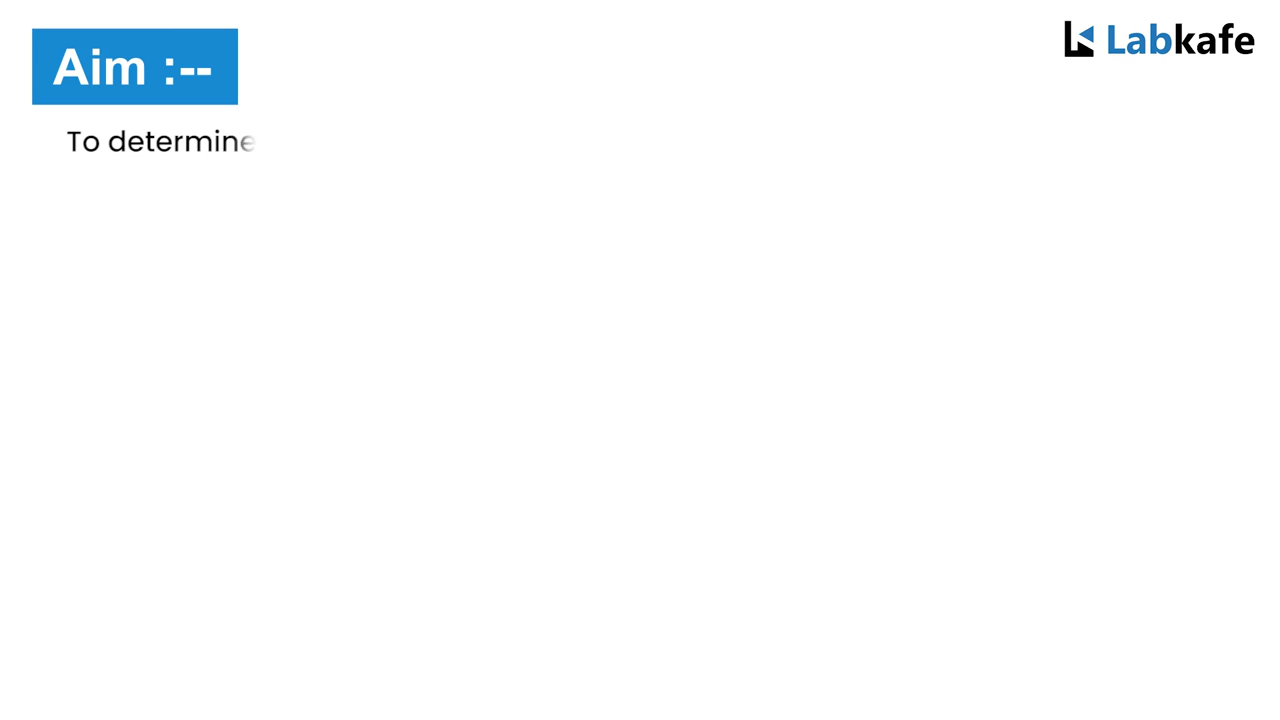 Aim :--
Labkafe
To determine